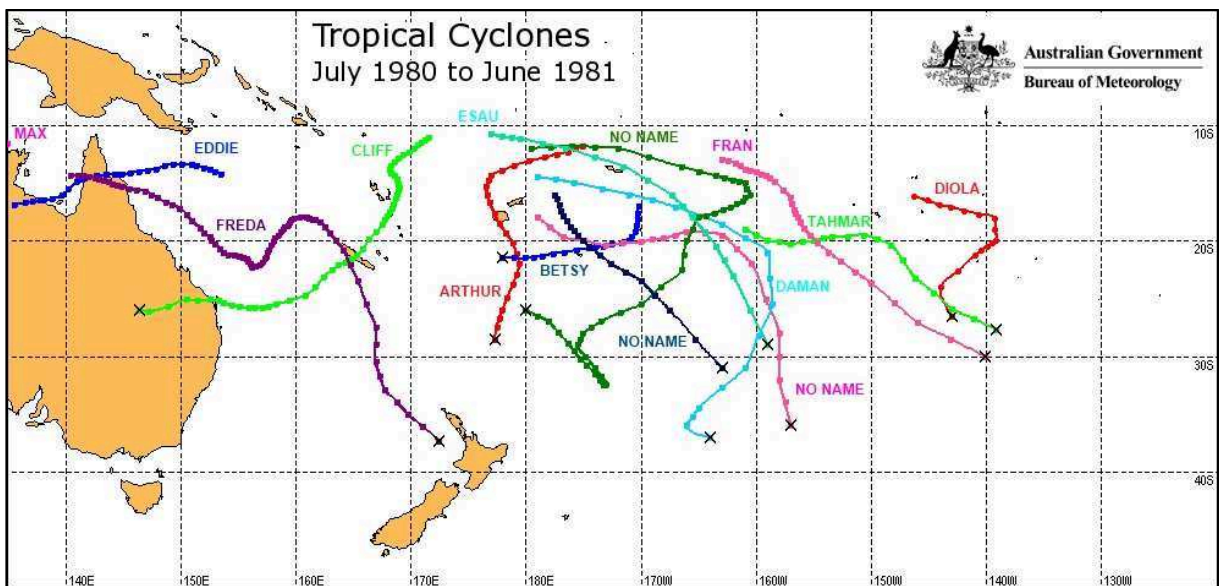 Tropical Cyclones
July 1980 to June 1981
Australian Government
Bureau of Meteorology
MAX
EDDIE
CLIFF
ESAU
NO NAME
FRAN
DIOLA
10S
FREDA
TAHMAR
20S
BETSY
ARTHUR
DAMAN
NO NAME
30S
NO NAME
40S
140E
150E
160E
170E
180E
170W
160W
150W
140W
130W